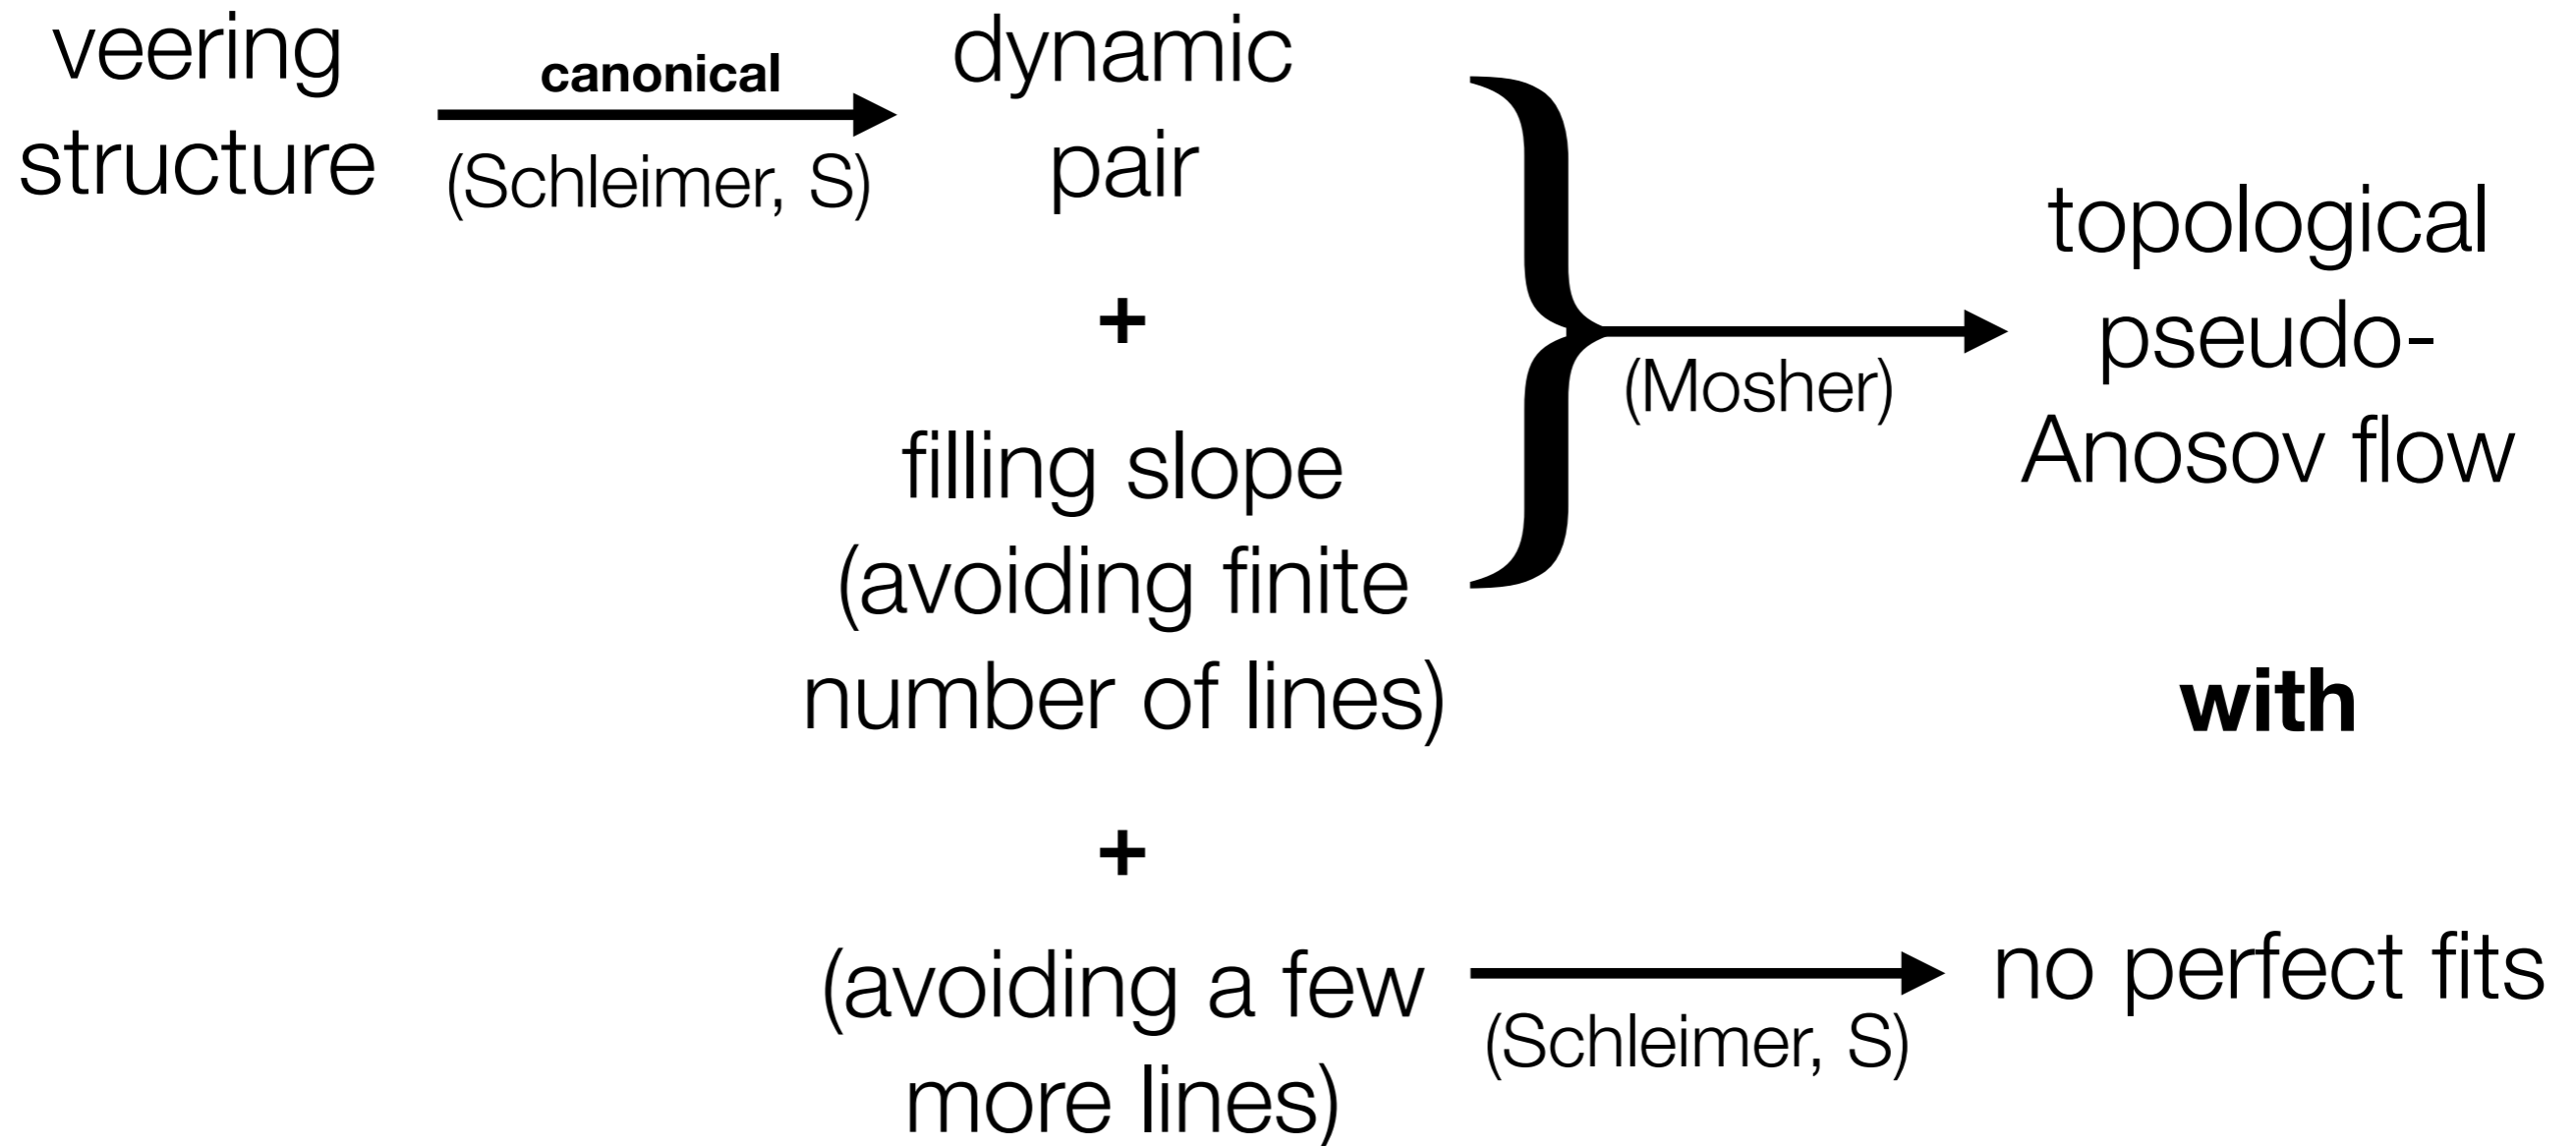 veering
structure
canonical
(Schleimer, S)
dynamic
pair
+
filling slope
(avoiding finite
number of lines)
+
(avoiding a few
more lines)
}
(Mosher)
topological
pseudo-
Anosov flow
with
(Schleimer, S)
no perfect fits